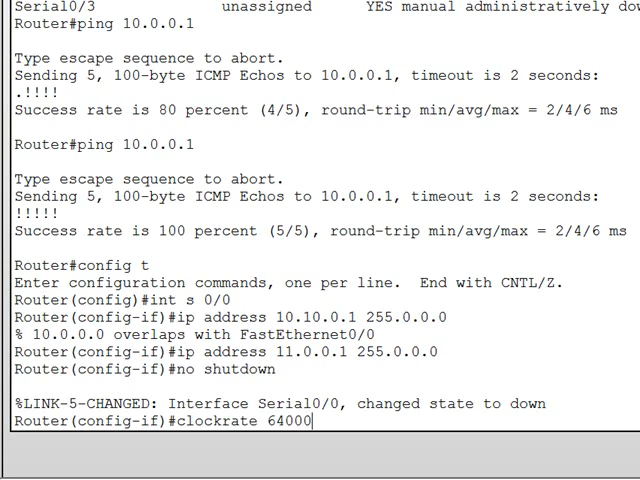 Serial0/3 unassigned YES manual administratively
Router#ping 10.0.0.1
Type escape sequence to abort.
Sending 5, 100-byte ICMP Echos to 10.0.0.1, timeout is 2 seconds:
.!!!!
Success rate is 80 percent (4/5), round-trip min/avg/max = 2/4/6 ms
Router#ping 10.0.0.1
Type escape sequence to abort.
Sending 5, 100-byte ICMP Echos to 10.0.0.1, timeout is 2 seconds:
!!!!!
Success rate is 100 percent (5/5), round-trip min/avg/max = 2/4/6 ms
Router#config t
Enter configuration commands, one per line.  End with CNTL/Z.
Router(config)#int s 0/0
Router(config-if)#ip address 10.10.0.1 255.0.0.0
% 10.0.0.0 overlaps with FastEthernet0/0
Router(config-if)#ip address 11.0.0.1 255.0.0.0
Router(config-if)#no shutdown
%LINK-5-CHANGED: Interface Serial0/0, changed state to down
Router(config-if)#clockrate 64000